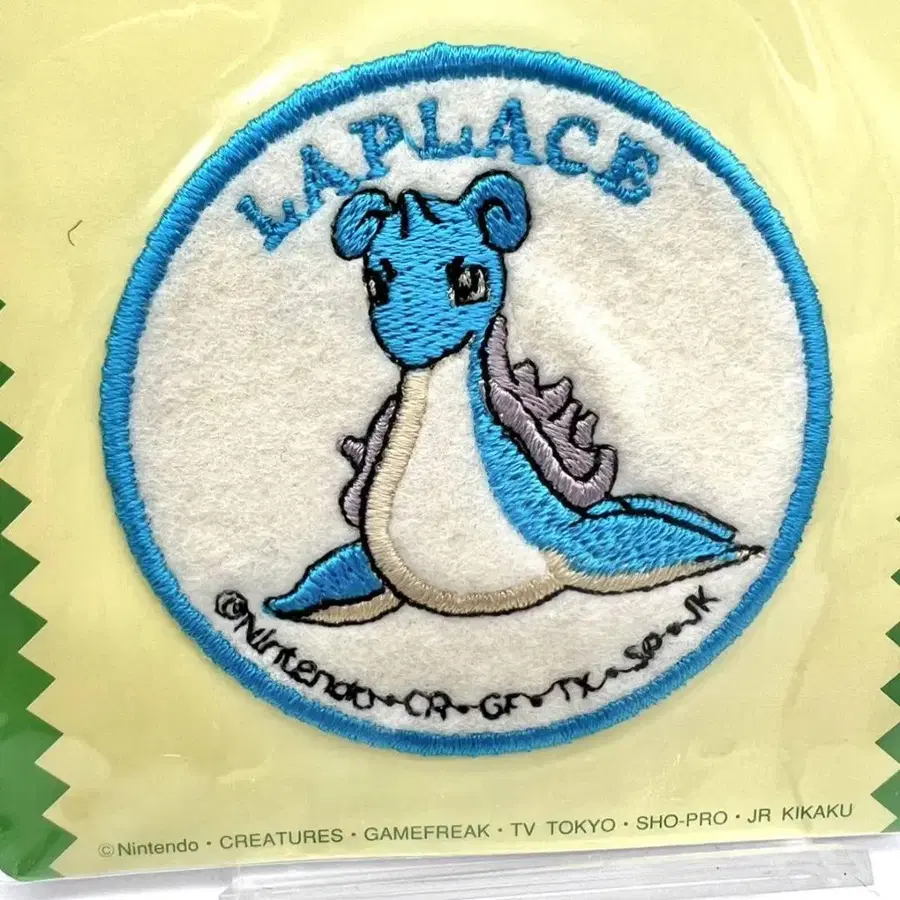 LAPLACE
©Nintendo•CR•GF•TX•SP•JK
©Nintendo・CREATURES・GAMEFREAK・TV TOKYO・SHO-PRO・JR KIKAKU